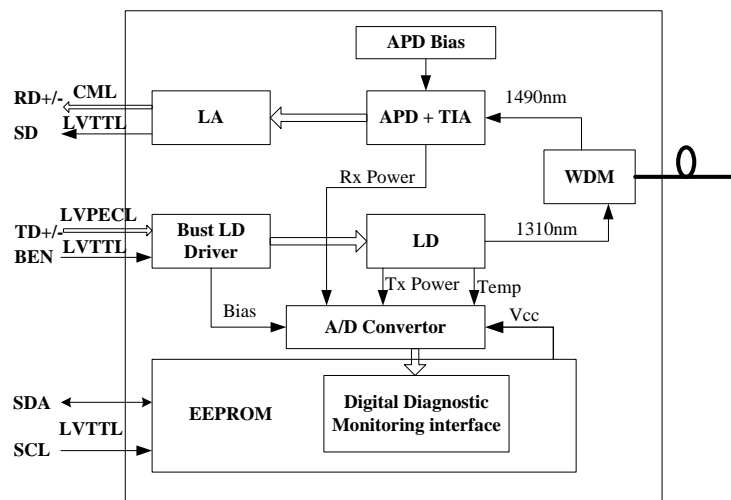 APD Bias
CML
RD+/-
LVTTL
SD
LA
APD + TIA
1490nm
WDM
Rx Power
LVPECL
TD+/-
LVTTL
BEN
Bust LD
Driver
LD
1310nm
Tx Power
Temp
Bias
Vcc
A/D Convertor
SDA
EEPROM
Digital Diagnostic
Monitoring interface
LVTTL
SCL